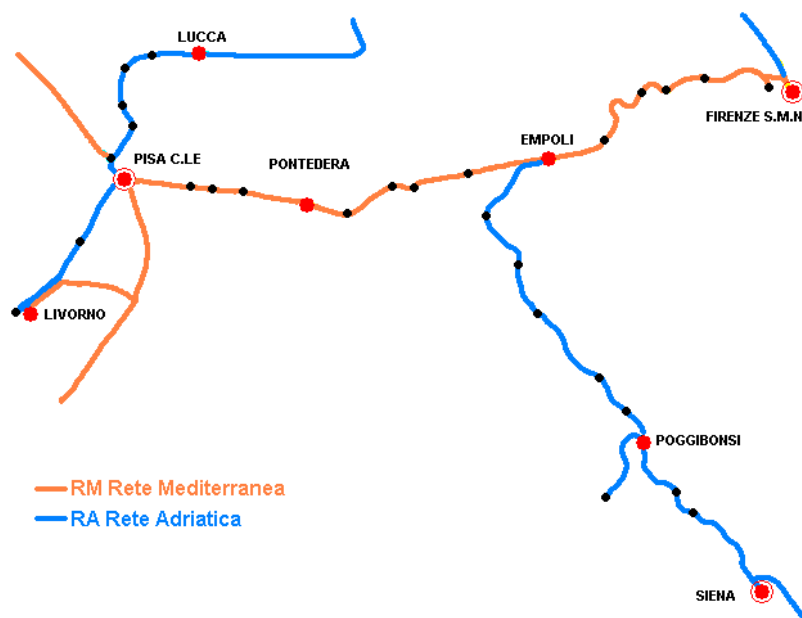 LUCCA
FIRENZE S.M.N
EMPOLI
PISA C.LE
PONTEDERA
LIVORNO
POGGIBONSI
RM Rete Mediterranea
RA Rete Adriatica
SIENA